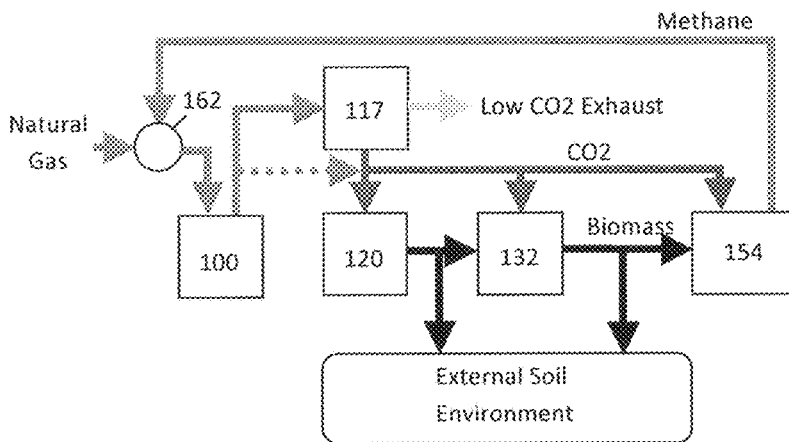 Methane
162
117
Low CO2 Exhaust
Natural
Gas
CO2
100
120
132
Biomass
154
External Soil
Environment